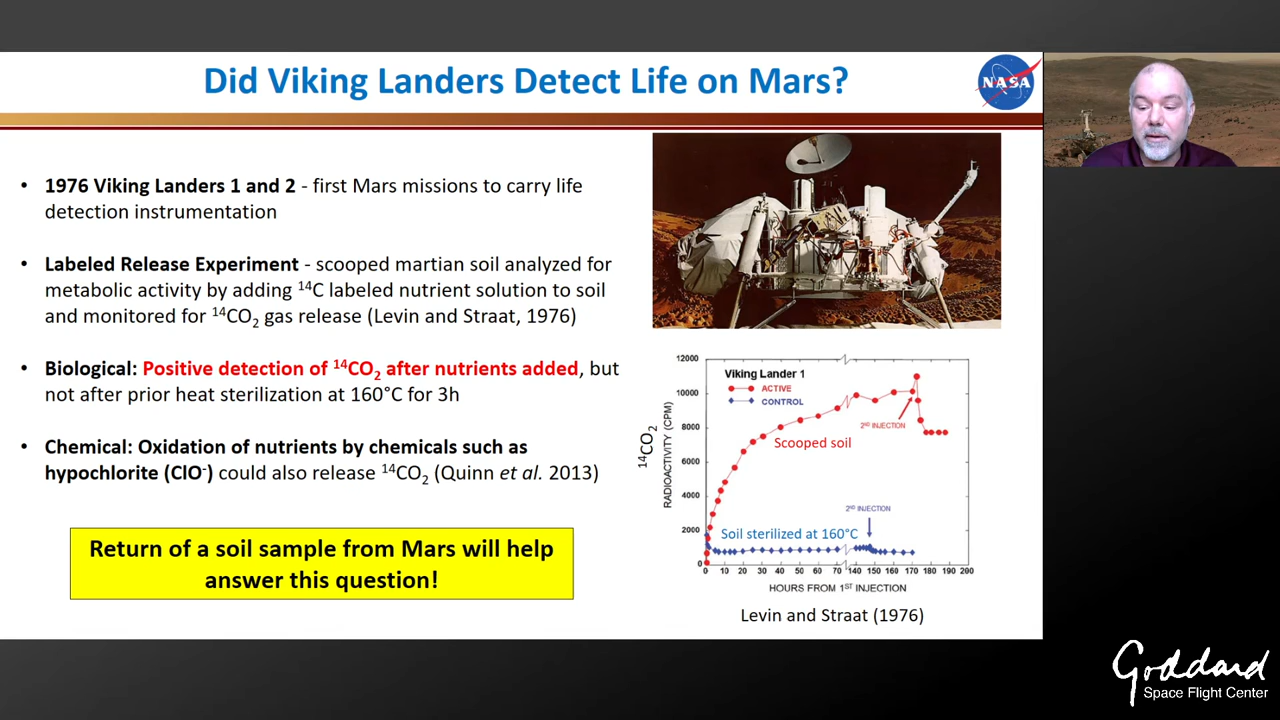 Did Viking Landers Detect Life on Mars?
NASA
• 1976 Viking Landers 1 and 2 - first Mars missions to carry life
detection instrumentation
• Labeled Release Experiment - scooped martian soil analyzed for
metabolic activity by adding ¹⁴C labeled nutrient solution to soil
and monitored for ¹⁴CO₂ gas release (Levin and Straat, 1976)
• Biological: Positive detection of ¹⁴CO₂ after nutrients added, but
not after prior heat sterilization at 160°C for 3h
• Chemical: Oxidation of nutrients by chemicals such as
hypochlorite (ClO⁻) could also release ¹⁴CO₂ (Quinn et al. 2013)
Return of a soil sample from Mars will help
answer this question!
¹⁴CO₂
RADIOACTIVITY (CPM)
12000
10000
8000
6000
4000
2000
0
Viking Lander 1
ACTIVE
CONTROL
2ND INJECTION
Scooped soil
2ND INJECTION
Soil sterilized at 160°C
0 10 20 30 40 50 60 70 140 150 160 170 180 190 200
HOURS FROM 1ST INJECTION
Levin and Straat (1976)
Goddard
Space Flight Center